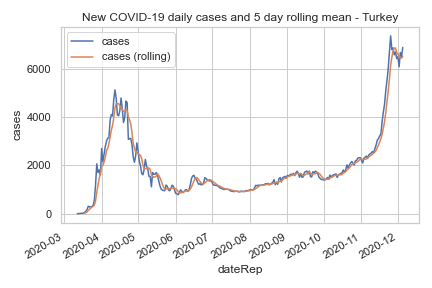 New COVID-19 daily cases and 5 day rolling mean - Turkey
cases
cases (rolling)
cases
6000
4000
2000
0
2020-03
2020-04
2020-05
2020-06
2020-07
2020-08
2020-09
2020-10
2020-11
2020-12
dateRep